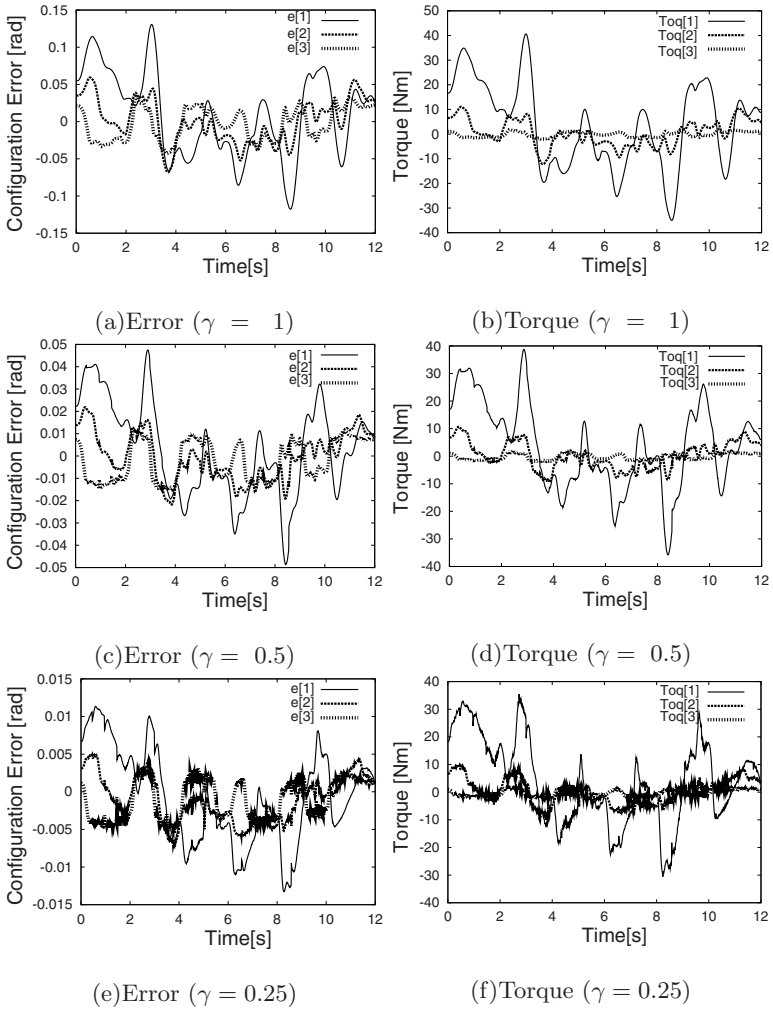 Configuration Error [rad]
0.15
0.1
0.05
0
-0.05
-0.1
-0.15
e[1]
e[2]
e[3]
0 2 4 6 8 10 12
Time[s]
(a)Error (γ = 1)
Torque [Nm]
50
40
30
20
10
0
-10
-20
-30
-40
Toq[1]
Toq[2]
Toq[3]
0 2 4 6 8 10 12
Time[s]
(b)Torque (γ = 1)
Configuration Error [rad]
0.05
0.04
0.03
0.02
0.01
0
-0.01
-0.02
-0.03
-0.04
-0.05
e[1]
e[2]
e[3]
0 2 4 6 8 10 12
Time[s]
(c)Error (γ = 0.5)
Torque [Nm]
40
30
20
10
0
-10
-20
-30
-40
Toq[1]
Toq[2]
Toq[3]
0 2 4 6 8 10 12
Time[s]
(d)Torque (γ = 0.5)
Configuration Error [rad]
0.015
0.01
0.005
0
-0.005
-0.01
-0.015
e[1]
e[2]
e[3]
0 2 4 6 8 10 12
Time[s]
(e)Error (γ = 0.25)
Torque [Nm]
40
30
20
10
0
-10
-20
-30
-40
Toq[1]
Toq[2]
Toq[3]
0 2 4 6 8 10 12
Time[s]
(f)Torque (γ = 0.25)